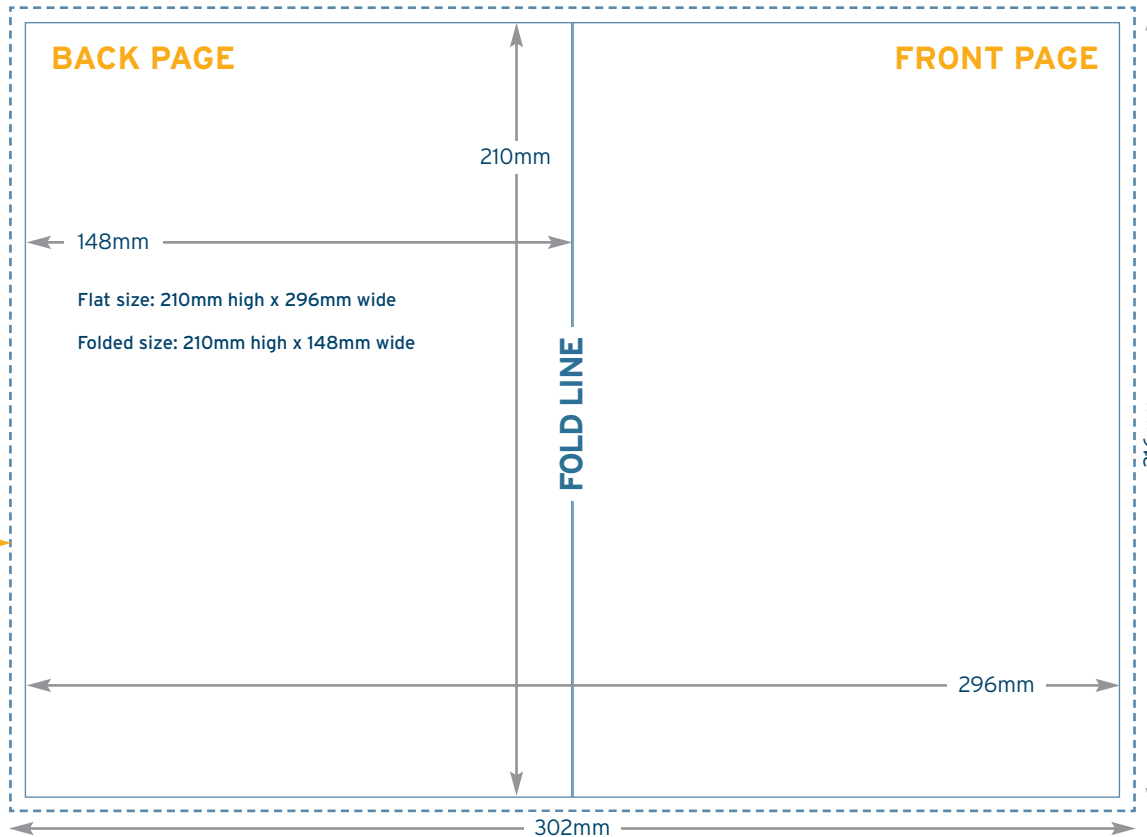 BACK PAGE
FRONT PAGE
210mm
148mm
Flat size: 210mm high x 296mm wide
Folded size: 210mm high x 148mm wide
FOLD LINE
296mm
302mm